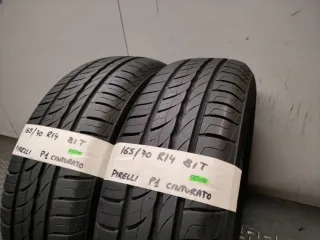 165/70 R14 81T
PIRELLI P1 CINTURATO
165/70 R14 81T
PIRELLI P1 CINTURATO